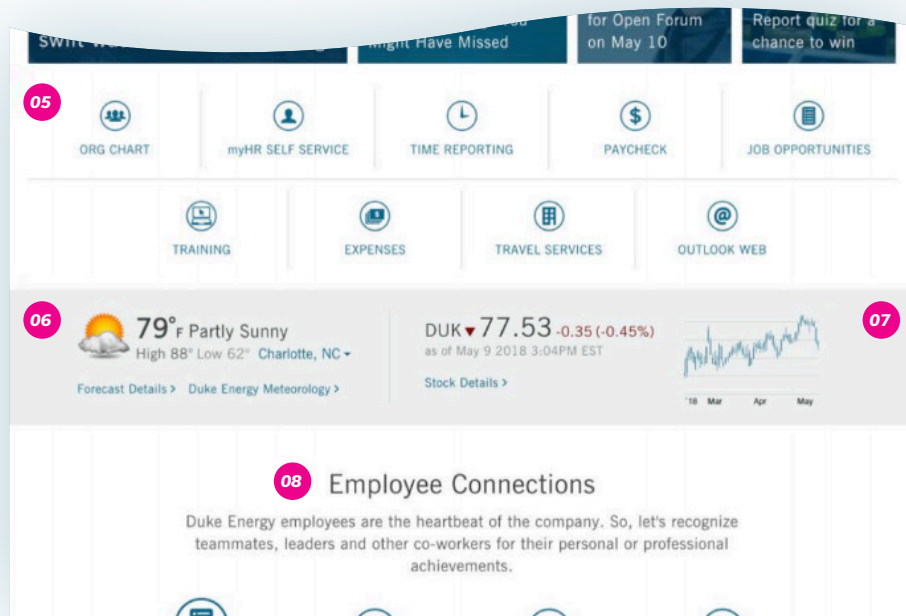 for Open Forum
Report quiz for a
Might Have Missed
on May 10
chance to win
05
ORG CHART
myHR SELF SERVICE
TIME REPORTING
PAYCHECK
JOB OPPORTUNITIES
TRAINING
EXPENSES
TRAVEL SERVICES
OUTLOOK WEB
06
79°F Partly Sunny
High 88° Low 62° Charlotte, NC
Forecast Details > Duke Energy Meteorology >
DUK▼77.53 -0.35 (-0.45%)
as of May 9 2018 3:04PM EST
Stock Details >
'18 Mar Apr May
07
08 Employee Connections
Duke Energy employees are the heartbeat of the company. So, let's recognize
teammates, leaders and other co-workers for their personal or professional
achievements.